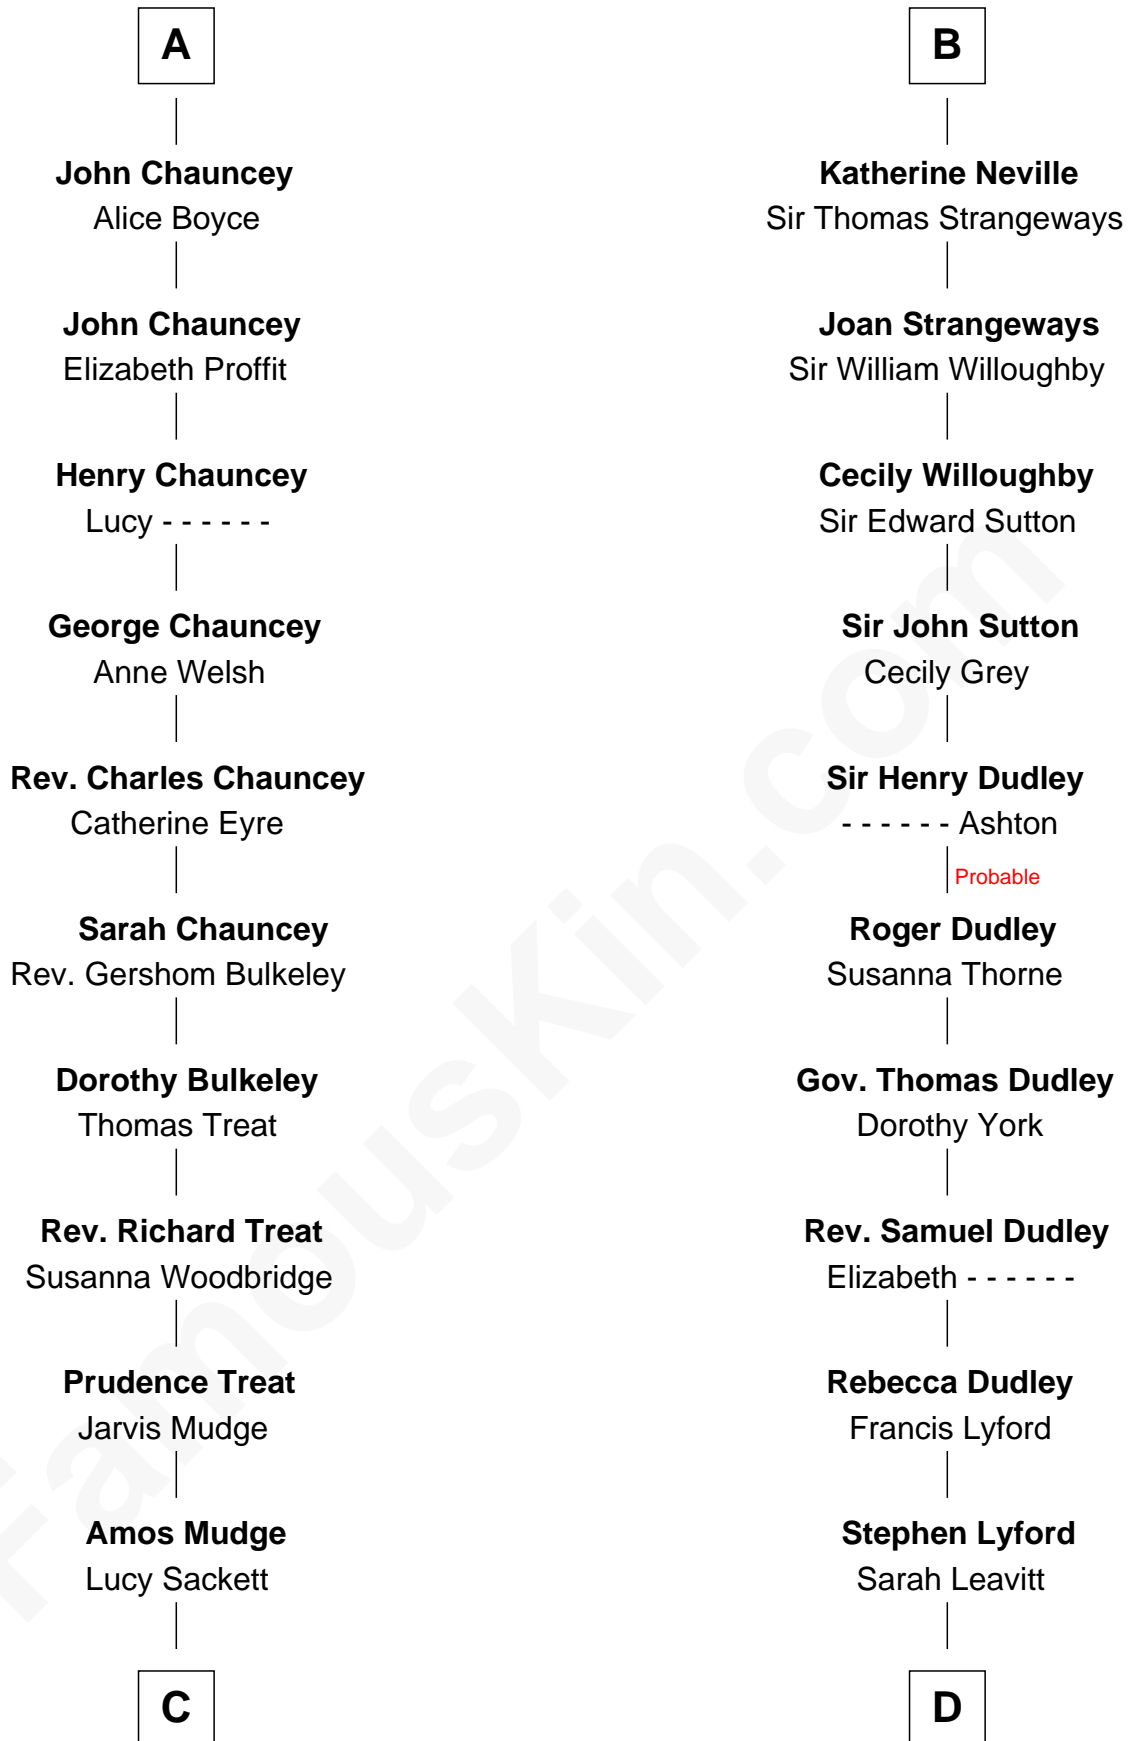 A
John Chauncey
Alice Boyce
John Chauncey
Elizabeth Proffit
Henry Chauncey
Lucy - - - - - -
George Chauncey
Anne Welsh
Rev. Charles Chauncey
Catherine Eyre
Sarah Chauncey
Rev. Gershom Bulkeley
Dorothy Bulkeley
Thomas Treat
Rev. Richard Treat
Susanna Woodbridge
Prudence Treat
Jarvis Mudge
Amos Mudge
Lucy Sackett
C
B
Katherine Neville
Sir Thomas Strangeways
Joan Strangeways
Sir William Willoughby
Cecily Willoughby
Sir Edward Sutton
Sir John Sutton
Cecily Grey
Sir Henry Dudley
- - - - - - Ashton
Probable
Roger Dudley
Susanna Thorne
Gov. Thomas Dudley
Dorothy York
Rev. Samuel Dudley
Elizabeth - - - - - -
Rebecca Dudley
Francis Lyford
Stephen Lyford
Sarah Leavitt
D
FamousKin.com